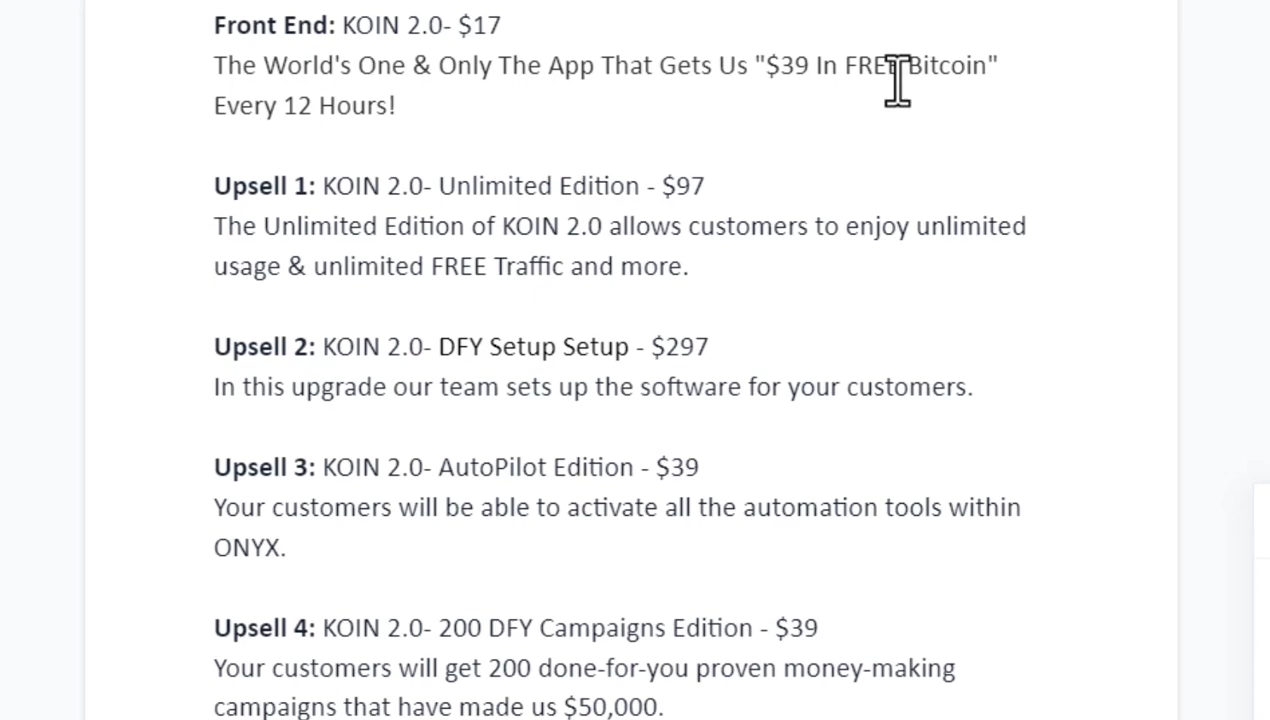 Front End: KOIN 2.0- $17
The World's One & Only The App That Gets Us "$39 In FREE Bitcoin"
Every 12 Hours!
Upsell 1: KOIN 2.0- Unlimited Edition - $97
The Unlimited Edition of KOIN 2.0 allows customers to enjoy unlimited
usage & unlimited FREE Traffic and more.
Upsell 2: KOIN 2.0- DFY Setup Setup - $297
In this upgrade our team sets up the software for your customers.
Upsell 3: KOIN 2.0- AutoPilot Edition - $39
Your customers will be able to activate all the automation tools within
ONYX.
Upsell 4: KOIN 2.0- 200 DFY Campaigns Edition - $39
Your customers will get 200 done-for-you proven money-making
campaigns that have made us $50,000.